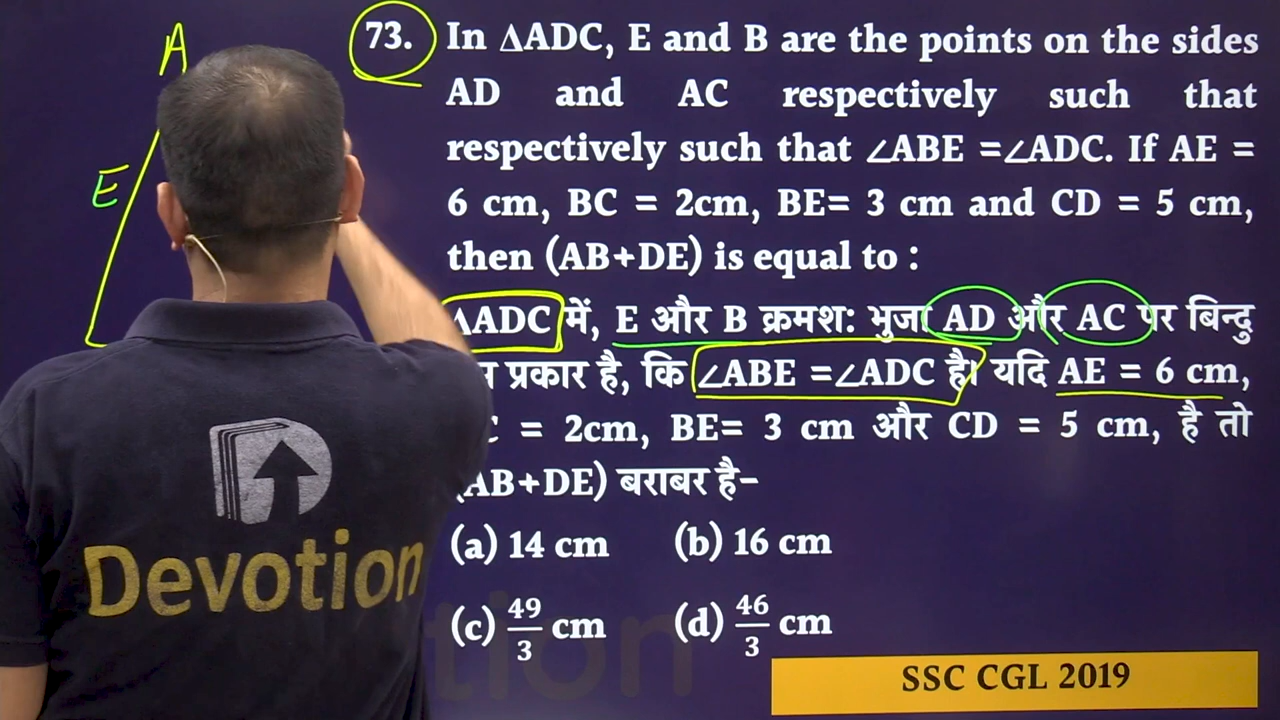 A
E
73. In ΔADC, E and B are the points on the sides
AD and AC respectively such that
respectively such that ∠ABE =∠ADC. If AE =
6 cm, BC = 2cm, BE= 3 cm and CD = 5 cm,
then (AB+DE) is equal to :
ΔADC में, E और B क्रमश: भुजा AD और AC पर बिन्दु
प्रकार है, कि ∠ABE =∠ADC है। यदि AE = 6 cm,
= 2cm, BE= 3 cm और CD = 5 cm, है तो
(AB+DE) बराबर है–
(a) 14 cm (b) 16 cm
(c) 49/3 cm (d) 46/3 cm
SSC CGL 2019
Devotion